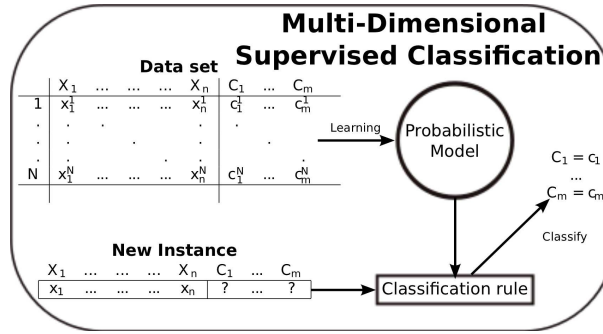 Multi-Dimensional
Supervised Classification
Data set
X₁ ... ... ... Xₙ C₁ ... Cₘ
1 x₁¹ ... ... ... xₙ¹ c₁¹ ... cₘ¹
. . . . .
. . . .
. . . . .
N x₁ᴺ ... ... ... xₙᴺ c₁ᴺ ... cₘᴺ
Learning
Probabilistic
Model
C₁ = c₁
...
Cₘ = cₘ
Classify
New Instance
X₁ ... ... ... Xₙ C₁ ... Cₘ
x₁ ... ... ... xₙ ? ... ?
Classification rule